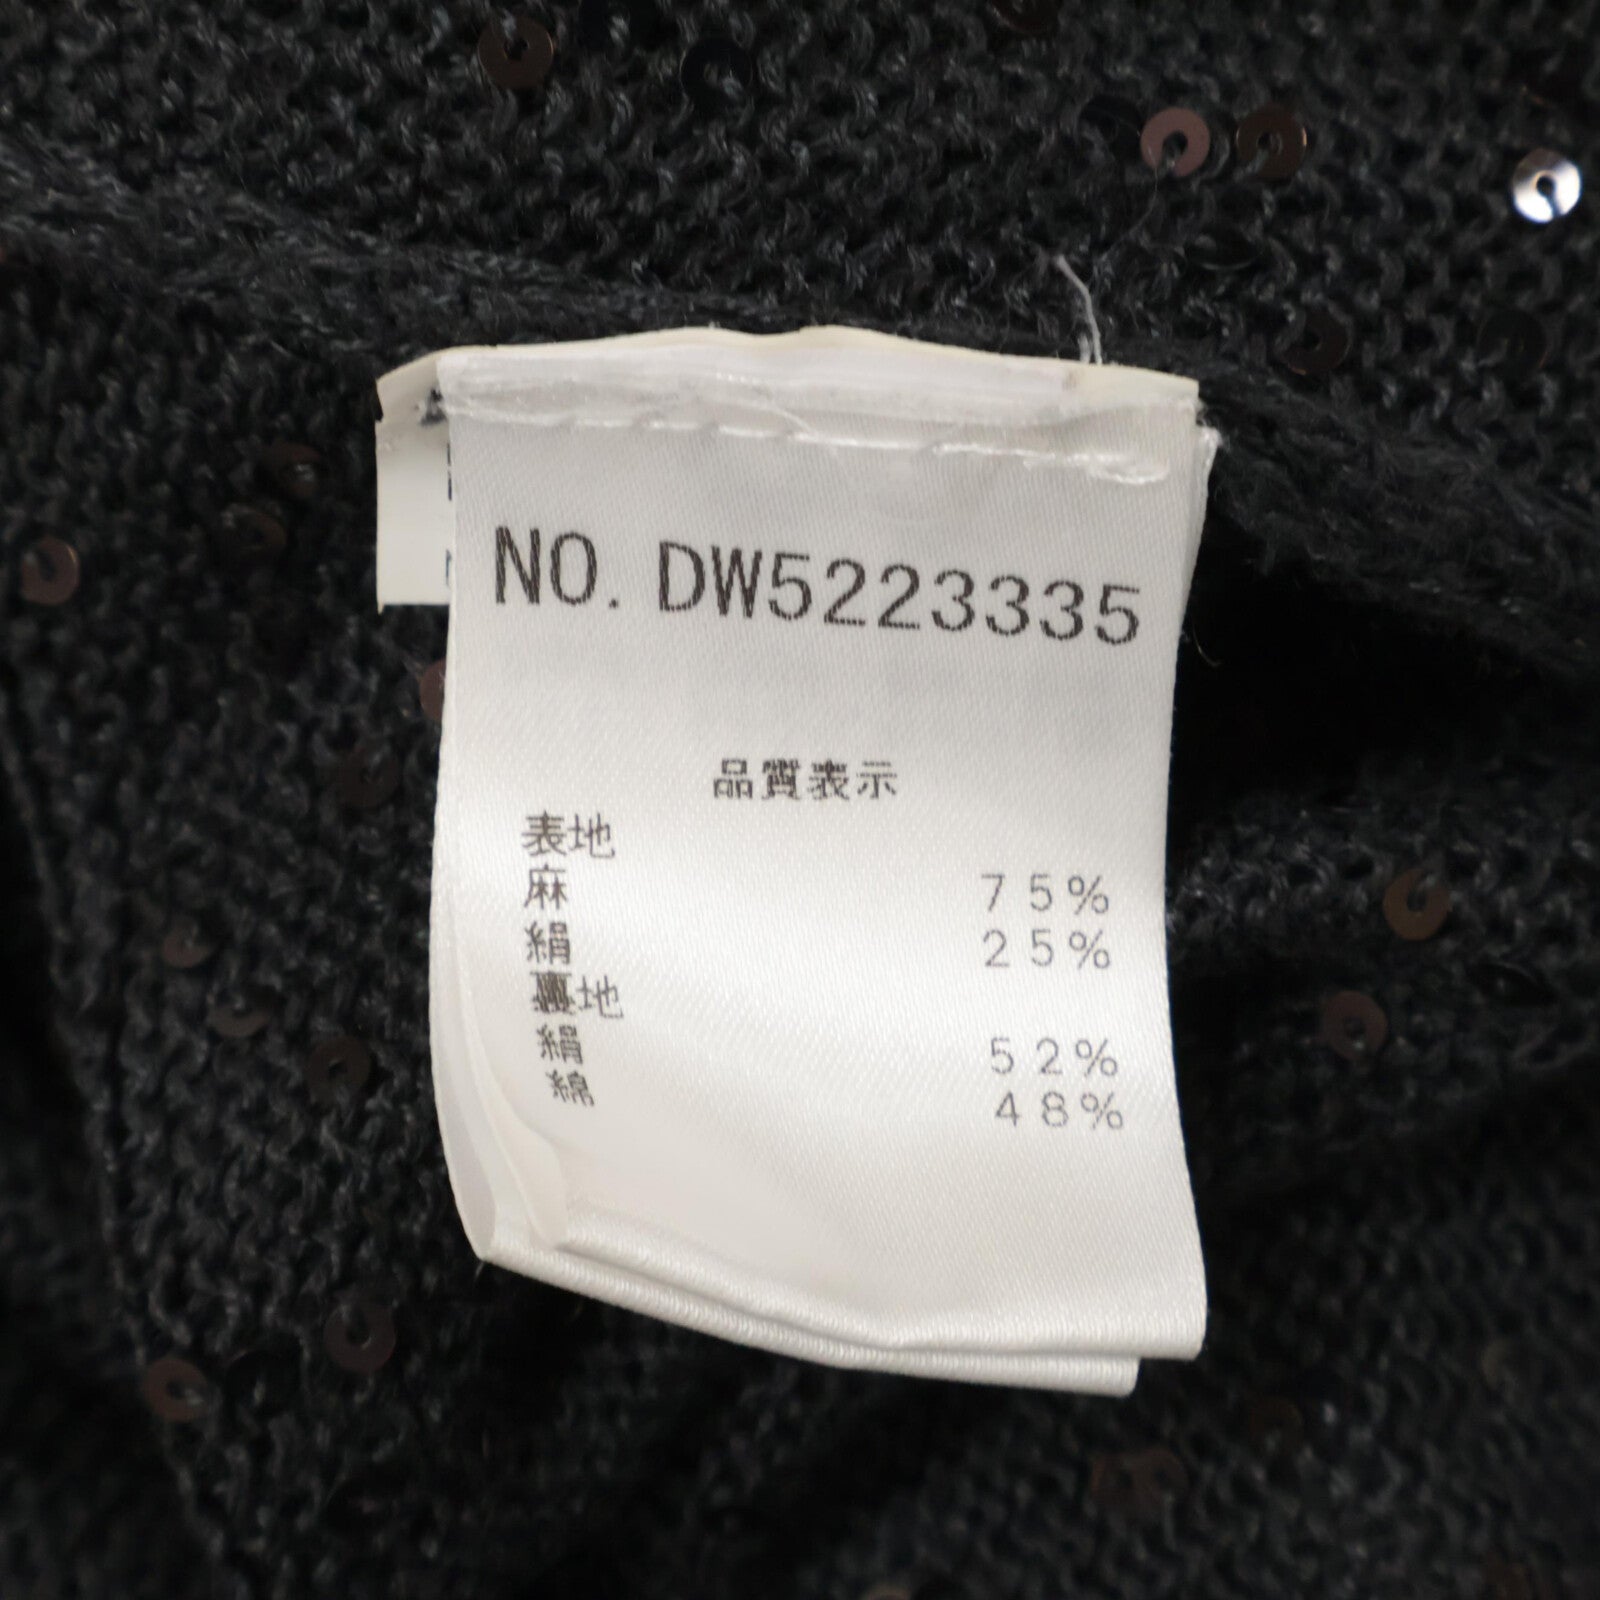 NO. DW5223335
品質表示
表地
麻 75%
絹 25%
裏地
絹 52%
綿 48%